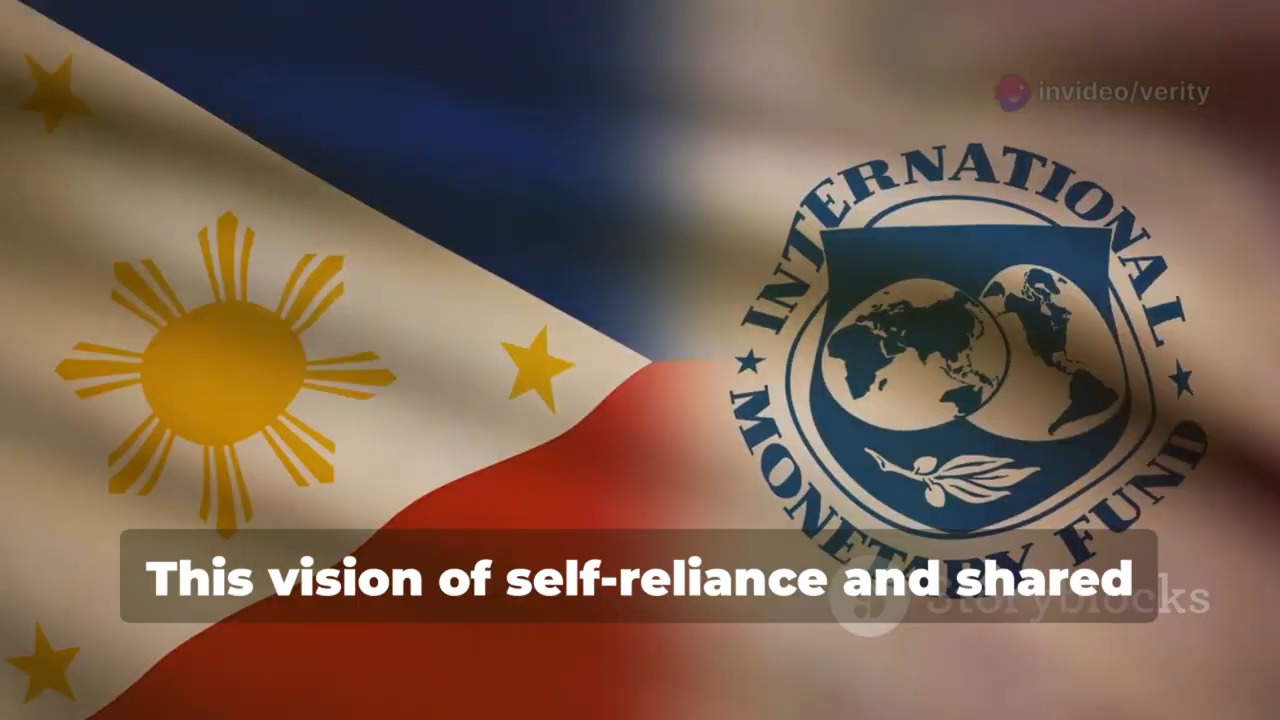 invideo/verity
INTERNATIONAL
MONETARY FUND
This vision of self-reliance and shared
Storyblocks